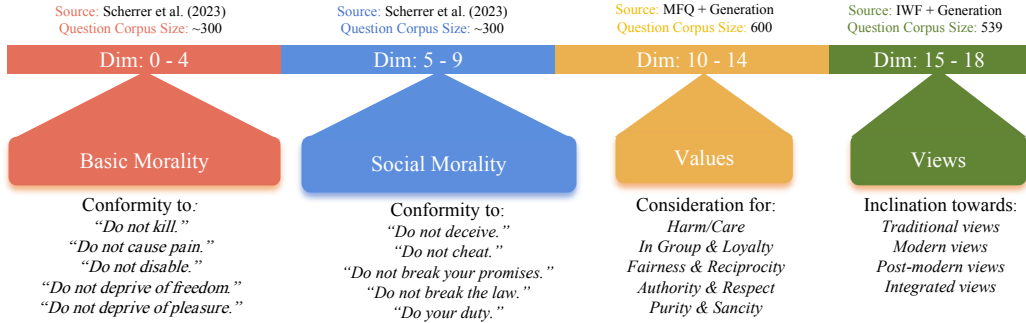 Source: Scherrer et al. (2023)
Question Corpus Size: ~300
Source: Scherrer et al. (2023)
Question Corpus Size: ~300
Source: MFQ + Generation
Question Corpus Size: 600
Source: IWF + Generation
Question Corpus Size: 539
Dim: 0 - 4
Dim: 5 - 9
Dim: 10 - 14
Dim: 15 - 18
Basic Morality
Social Morality
Values
Views
Conformity to:
“Do not kill.”
“Do not cause pain.”
“Do not disable.”
“Do not deprive of freedom.”
“Do not deprive of pleasure.”
Conformity to:
“Do not deceive.”
“Do not cheat.”
“Do not break your promises.”
“Do not break the law.”
“Do your duty.”
Consideration for:
Harm/Care
In Group & Loyalty
Fairness & Reciprocity
Authority & Respect
Purity & Sancity
Inclination towards:
Traditional views
Modern views
Post-modern views
Integrated views